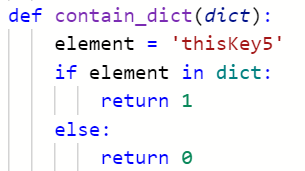 def contain_dict(dict):
    element = 'thisKey5'
    if element in dict:
        return 1
    else:
        return 0